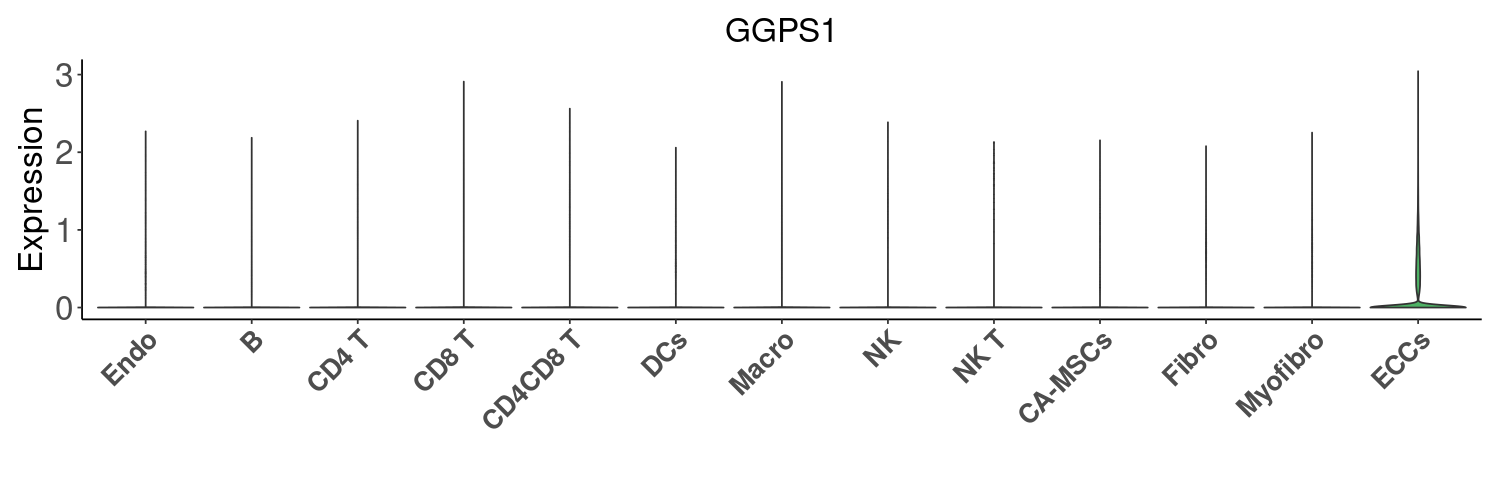 GGPS1
Expression
3
2
1
0
Endo
B
CD4 T
CD8 T
CD4CD8 T
DCs
Macro
NK
NK T
CA-MSCs
Fibro
Myofibro
ECCs